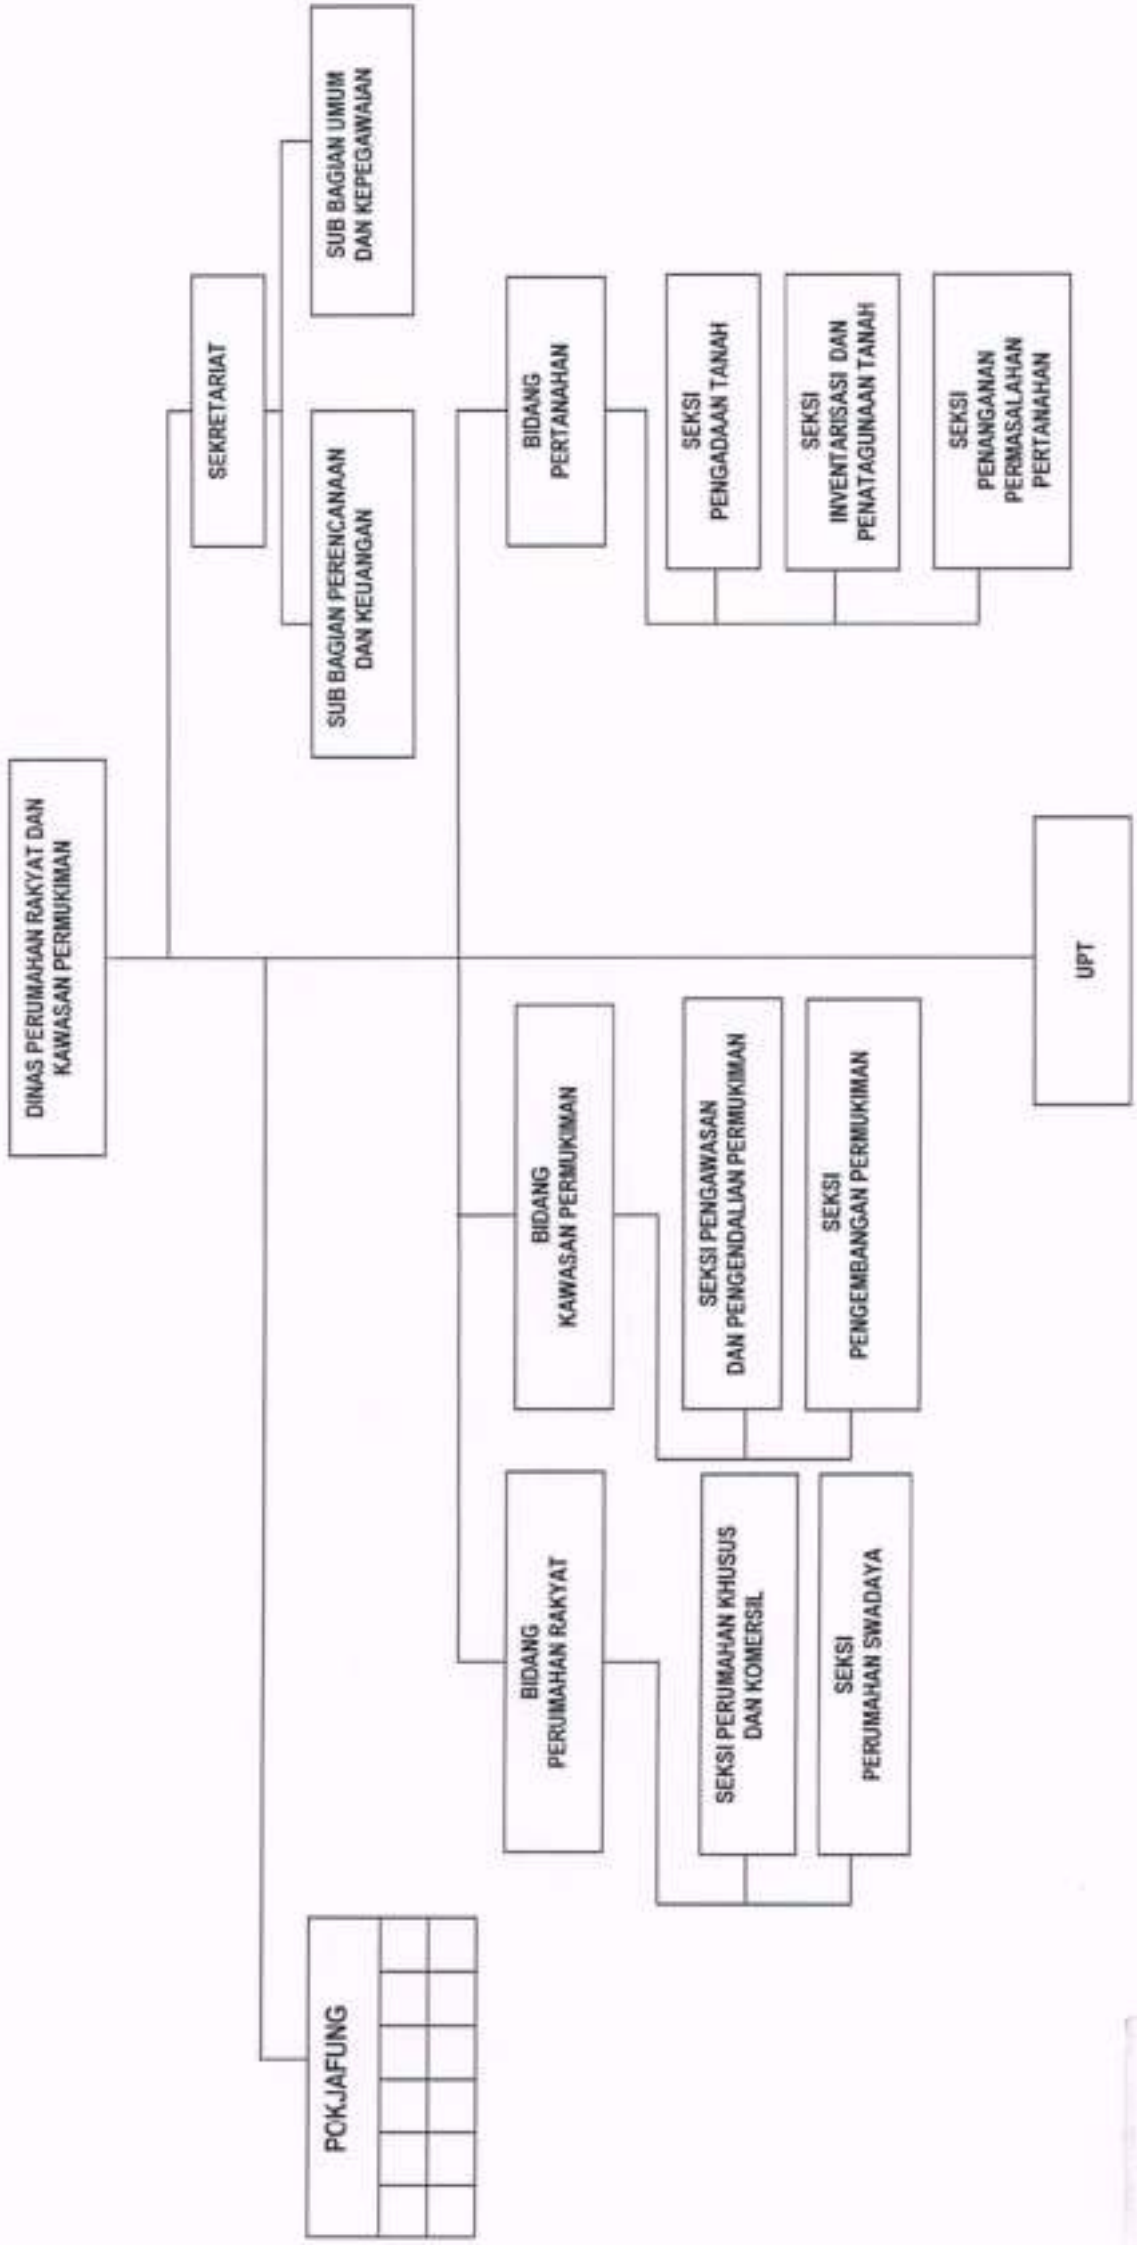 DINAS PERUMAHAN RAKYAT DAN
KAWASAN PERMUKIMAN
SEKRETARIAT
SUB BAGIAN PERENCANAAN
DAN KEUANGAN
SUB BAGIAN UMUM
DAN KEPEGAWAIAN
POKJAFUNG
BIDANG
PERUMAHAN RAKYAT
SEKSI PERUMAHAN KHUSUS
DAN KOMERSIL
SEKSI
PERUMAHAN SWADAYA
BIDANG
KAWASAN PERMUKIMAN
SEKSI PENGAWASAN
DAN PENGENDALIAN PERMUKIMAN
SEKSI
PENGEMBANGAN PERMUKIMAN
BIDANG
PERTANAHAN
SEKSI
PENGADAAN TANAH
SEKSI
INVENTARISASI DAN
PENATAGUNAAN TANAH
SEKSI
PENANGANAN
PERMASALAHAN
PERTANAHAN
UPT